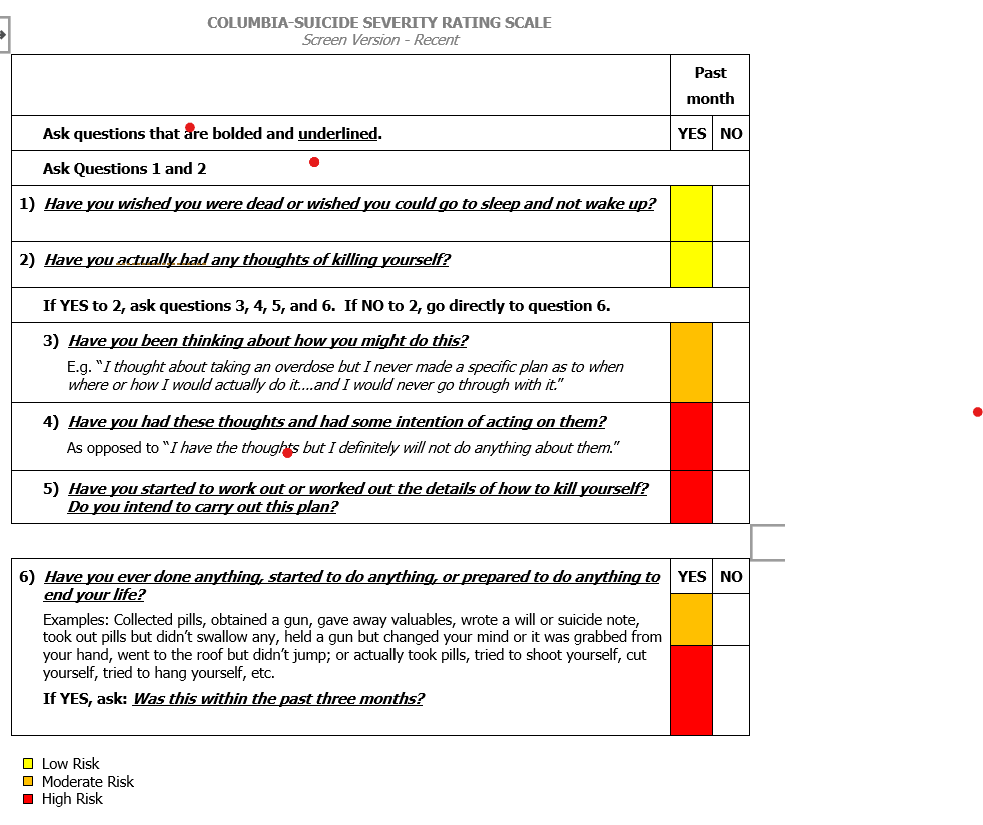 COLUMBIA-SUICIDE SEVERITY RATING SCALE
Screen Version - Recent
Past
month
Ask questions that are bolded and underlined.
YES NO
Ask Questions 1 and 2
1) Have you wished you were dead or wished you could go to sleep and not wake up?
2) Have you actually had any thoughts of killing yourself?
If YES to 2, ask questions 3, 4, 5, and 6. If NO to 2, go directly to question 6.
3) Have you been thinking about how you might do this?
E.g. “I thought about taking an overdose but I never made a specific plan as to when
where or how I would actually do it....and I would never go through with it.”
4) Have you had these thoughts and had some intention of acting on them?
As opposed to “I have the thoughts but I definitely will not do anything about them.”
5) Have you started to work out or worked out the details of how to kill yourself?
Do you intend to carry out this plan?
6) Have you ever done anything, started to do anything, or prepared to do anything to
end your life?
YES NO
Examples: Collected pills, obtained a gun, gave away valuables, wrote a will or suicide note,
took out pills but didn’t swallow any, held a gun but changed your mind or it was grabbed from
your hand, went to the roof but didn’t jump; or actually took pills, tried to shoot yourself, cut
yourself, tried to hang yourself, etc.
If YES, ask: Was this within the past three months?
Low Risk
Moderate Risk
High Risk